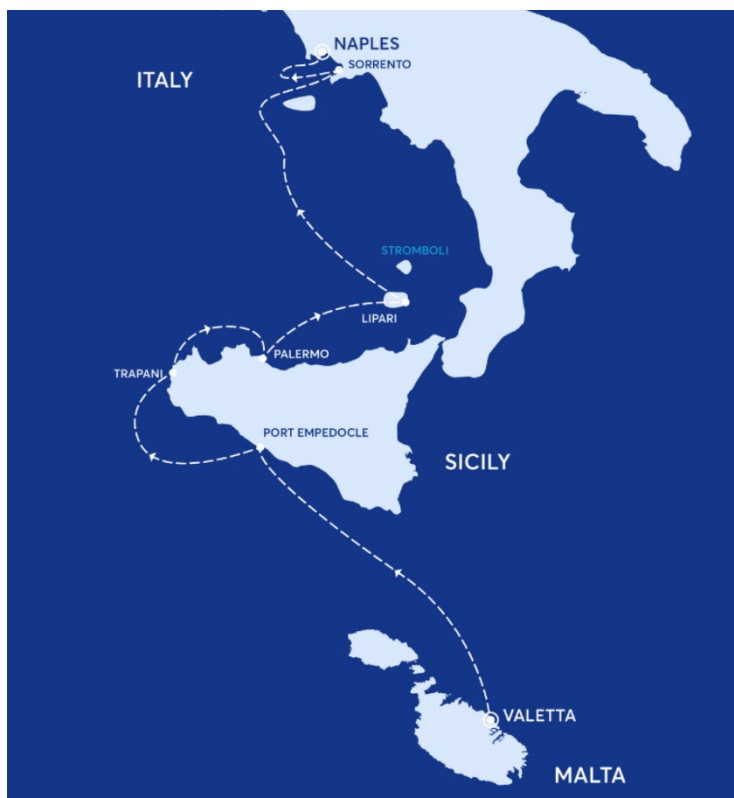 NAPLES
SORRENTO
ITALY
STROMBOLI
LIPARI
PALERMO
TRAPANI
PORT EMPEDOCLE
SICILY
VALETTA
MALTA